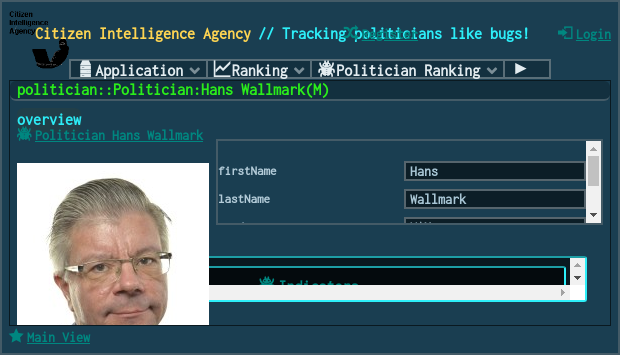 Citizen
Intelligence
Agency
Citizen Intelligence Agency // Tracking politicians like bugs!
Login
Application
Ranking
Politician Ranking
politician::Politician:Hans Wallmark(M)
overview
Politician Hans Wallmark
firstName
Hans
lastName
Wallmark
Indicators
Main View